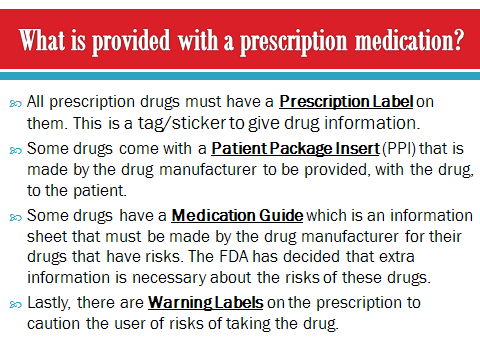 What is provided with a prescription medication?
All prescription drugs must have a Prescription Label on
them. This is a tag/sticker to give drug information.
Some drugs come with a Patient Package Insert (PPI) that is
made by the drug manufacturer to be provided, with the drug,
to the patient.
Some drugs have a Medication Guide which is an information
sheet that must be made by the drug manufacturer for their
drugs that have risks. The FDA has decided that extra
information is necessary about the risks of these drugs.
Lastly, there are Warning Labels on the prescription to
caution the user of risks of taking the drug.